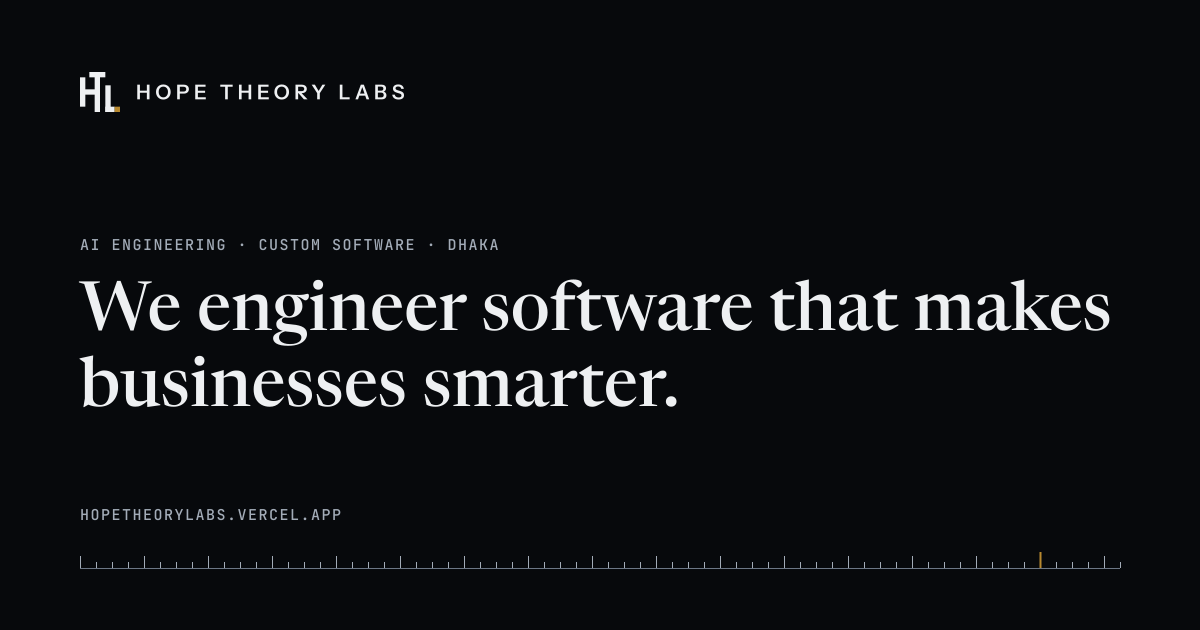 HTL HOPE THEORY LABS
AI ENGINEERING · CUSTOM SOFTWARE · DHAKA
We engineer software that makes
businesses smarter.
HOPETHEORYLABS.VERCEL.APP